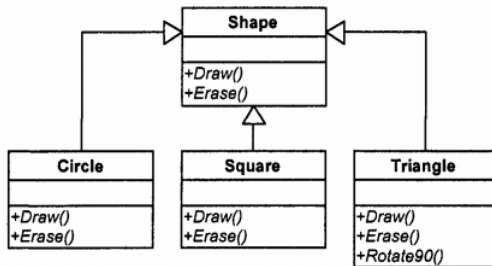 Shape
+Draw()
+Erase()
Circle
+Draw()
+Erase()
Square
+Draw()
+Erase()
Triangle
+Draw()
+Erase()
+Rotate90()